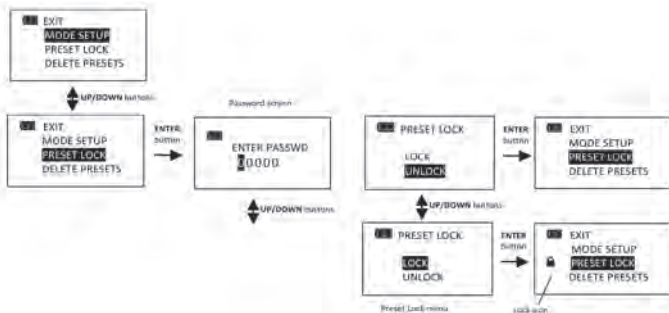 EXIT
MODE SETUP
PRESET LOCK
DELETE PRESETS
UP/DOWN buttons
EXIT
MODE SETUP
PRESET LOCK
DELETE PRESETS
ENTER
button
Password screen
ENTER PASSWD
00000
UP/DOWN buttons
PRESET LOCK
LOCK
UNLOCK
ENTER
button
EXIT
MODE SETUP
PRESET LOCK
DELETE PRESETS
UP/DOWN buttons
PRESET LOCK
LOCK
UNLOCK
Preset Lock menu
ENTER
button
EXIT
MODE SETUP
PRESET LOCK
DELETE PRESETS
Lock icon